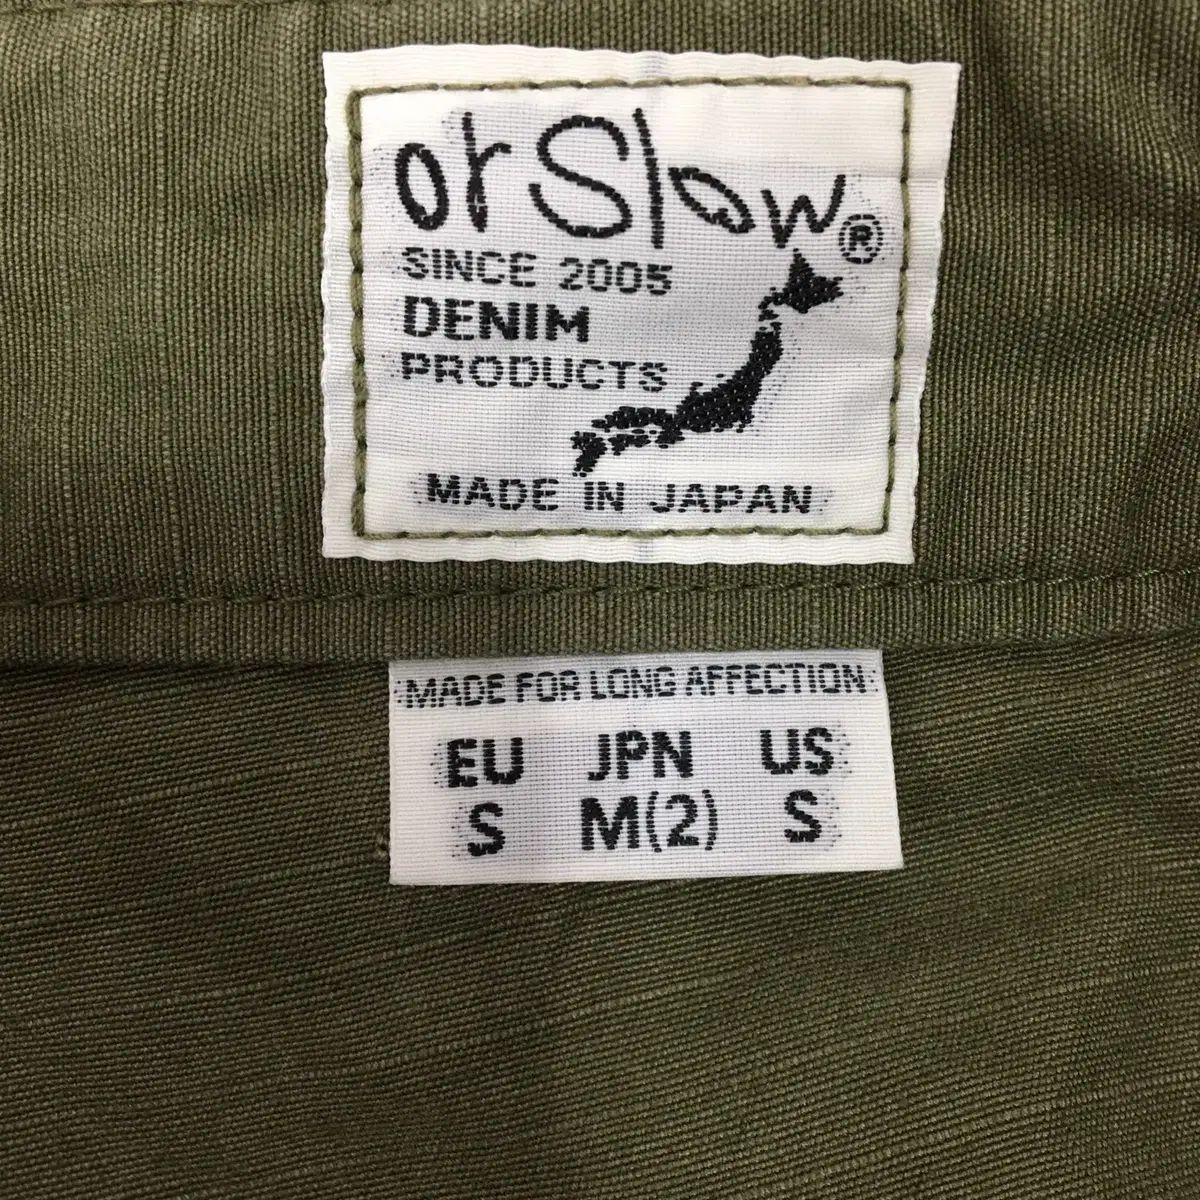 orSlow®
SINCE 2005
DENIM
PRODUCTS
MADE IN JAPAN
MADE FOR LONG AFFECTION
EU JPN US
S M(2) S